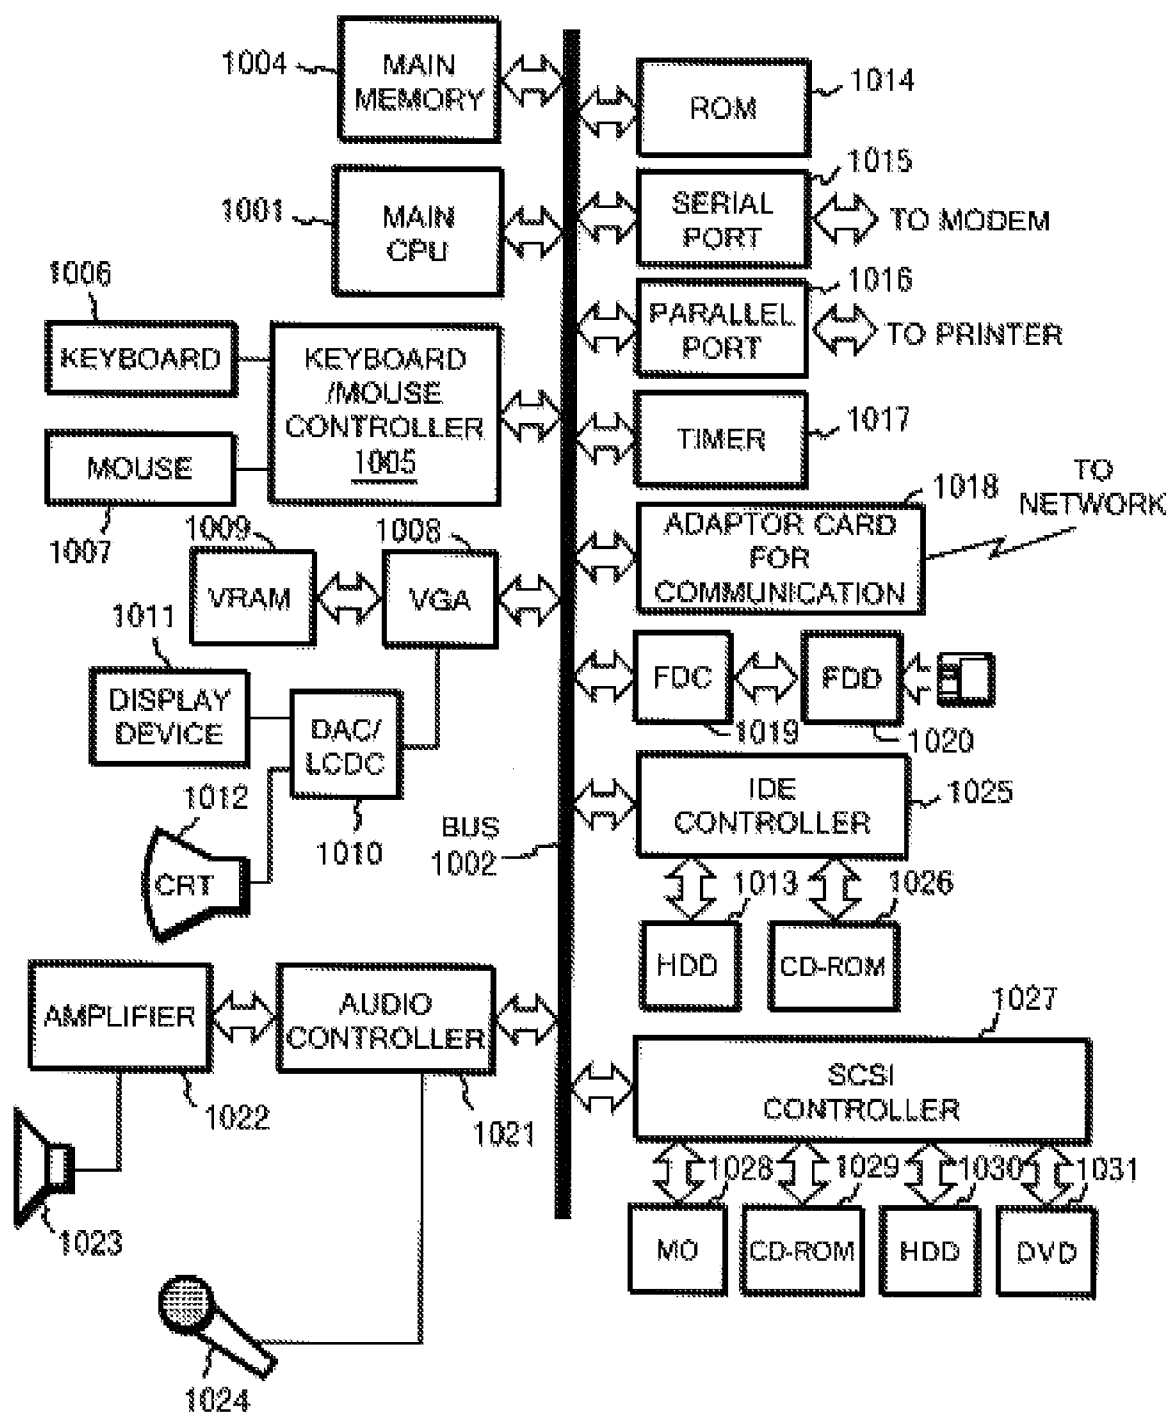 1004
MAIN
MEMORY
ROM
1014
1001
MAIN
CPU
1015
SERIAL
PORT
TO MODEM
1006
KEYBOARD
1016
PARALLEL
PORT
TO PRINTER
KEYBOARD
/MOUSE
CONTROLLER
1005
MOUSE
1007
TIMER
1017
1018
ADAPTOR CARD
FOR
COMMUNICATION
TO
NETWORK
1009
VRAM
1008
VGA
1011
DISPLAY
DEVICE
DAC/
LCDC
1010
FDC
1019
FDD
1020
1012
CRT
BUS
1002
IDE
CONTROLLER
1025
1013
HDD
1026
CD-ROM
AMPLIFIER
1022
AUDIO
CONTROLLER
1021
1027
SCSI
CONTROLLER
1023
1028
MO
1029
CD-ROM
1030
HDD
1031
DVD
1024